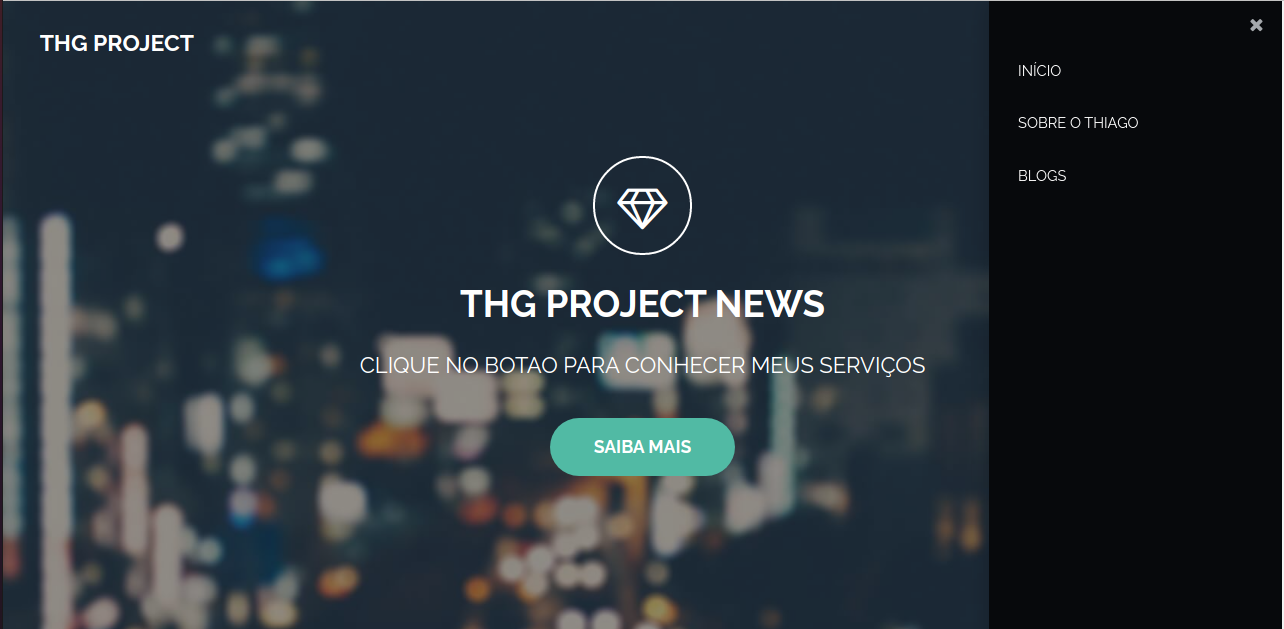 THG PROJECT
INÍCIO
SOBRE O THIAGO
BLOGS
THG PROJECT NEWS
CLIQUE NO BOTAO PARA CONHECER MEUS SERVIÇOS
SAIBA MAIS